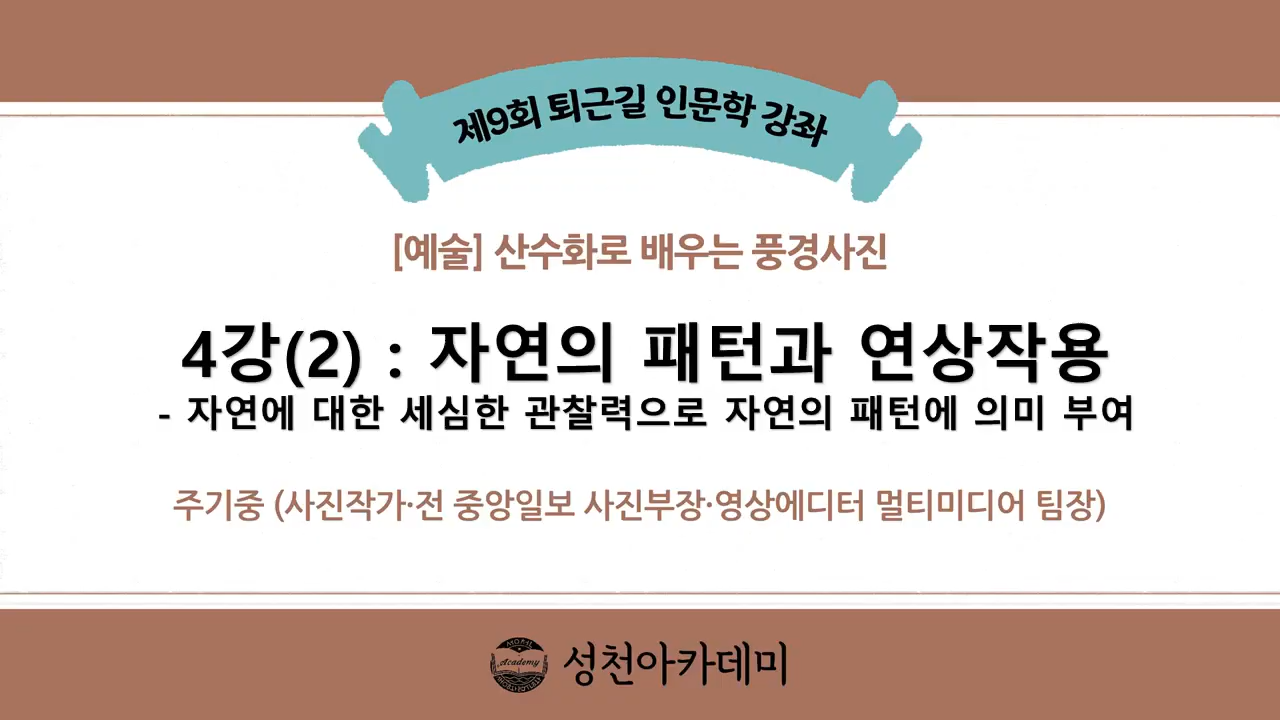 제9회 퇴근길 인문학 강좌
[예술] 산수화로 배우는 풍경사진
4강(2) : 자연의 패턴과 연상작용
- 자연에 대한 세심한 관찰력으로 자연의 패턴에 의미 부여
주기중 (사진작가·전 중앙일보 사진부장·영상에디터 멀티미디어 팀장)
Academy
성천아카데미